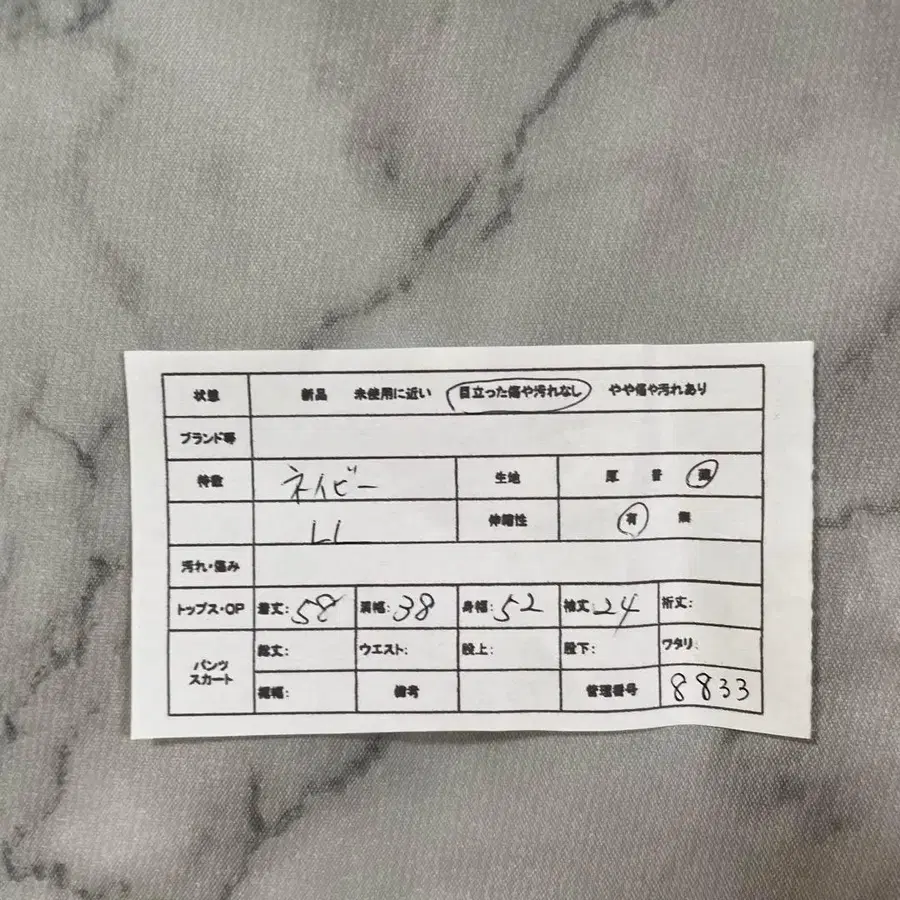 状態 新品 未使用に近い 目立った傷や汚れなし やや傷や汚れあり
ブランド等
特徴 ネイビー 生地 厚 普 薄
LL 伸縮性 有 無
汚れ・傷み
トップス・OP 着丈: 58 肩幅: 38 身幅: 52 袖丈: 24 裄丈:
パンツ スカート 総丈: ウエスト: 股上: 股下: ワタリ:
裾幅: 備考 管理番号 8833